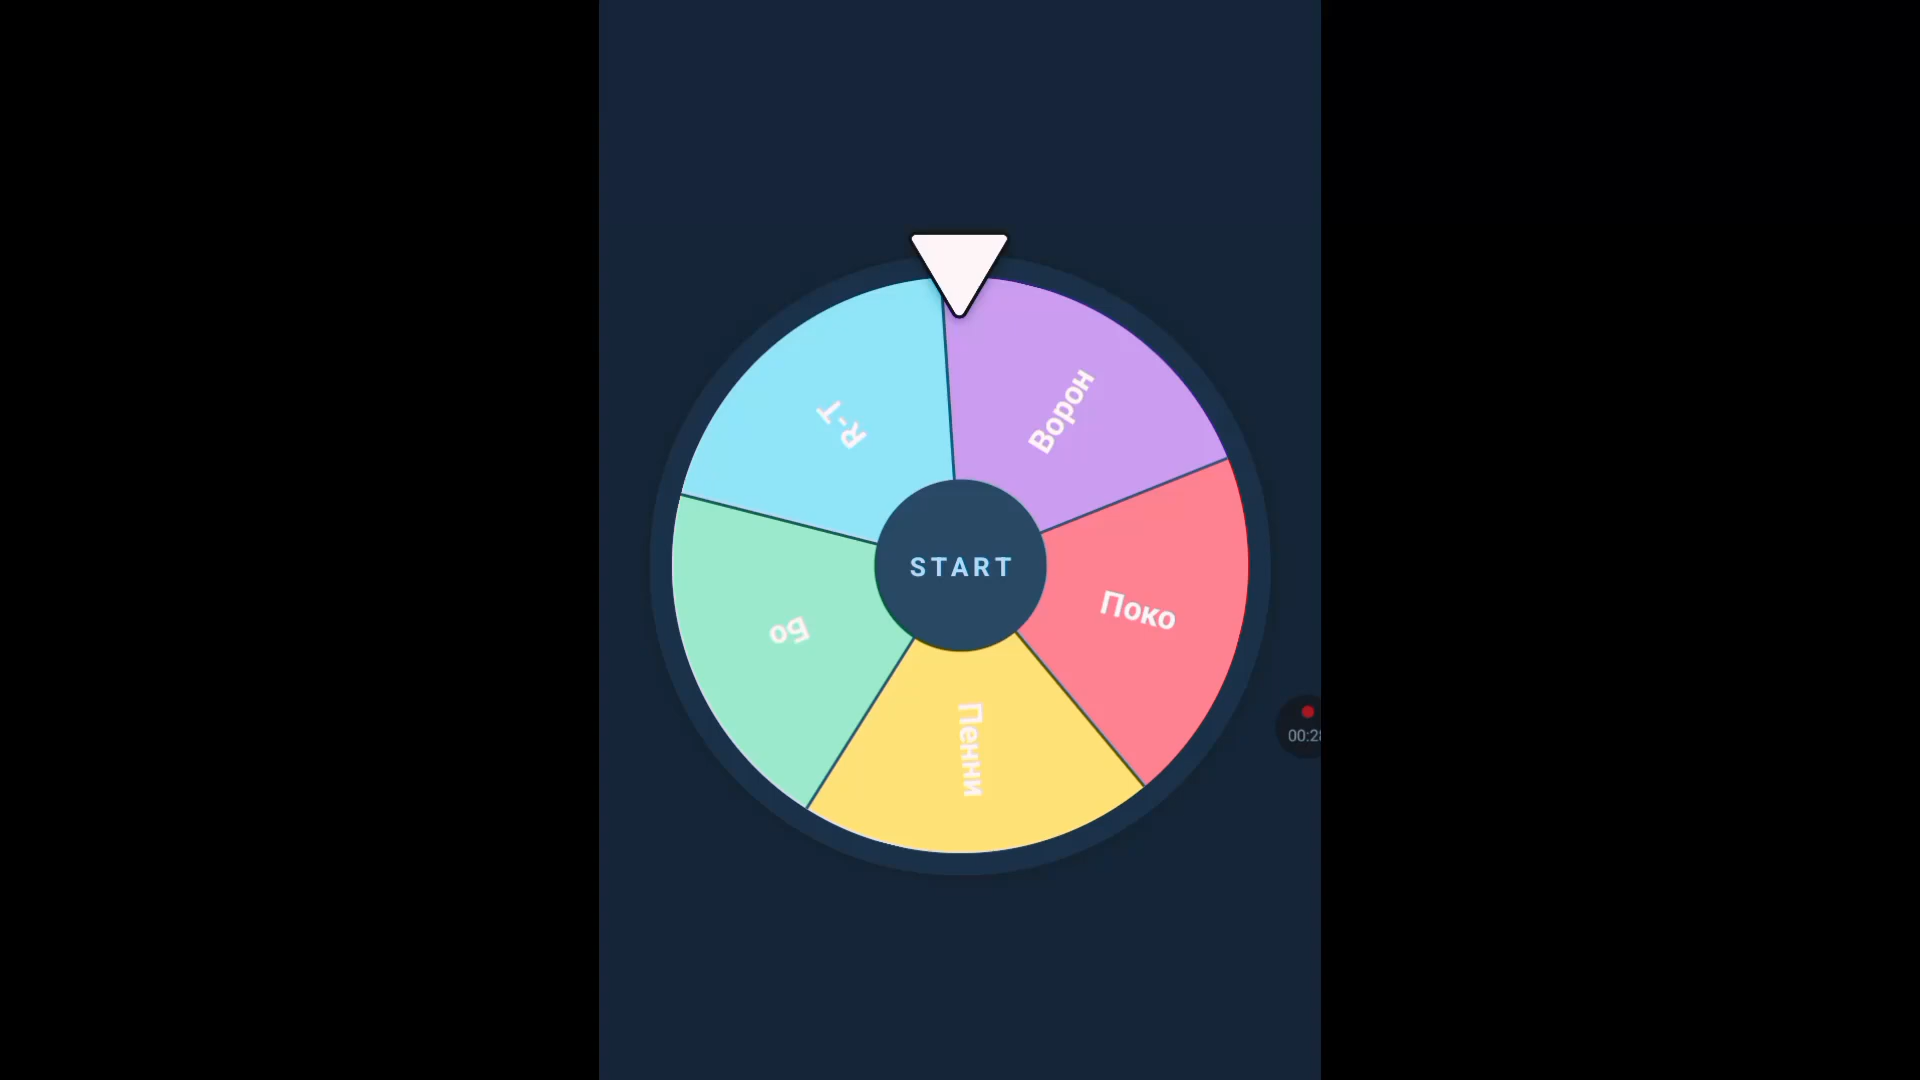 R-T
Ворон
START
Поко
Бо
Пенни